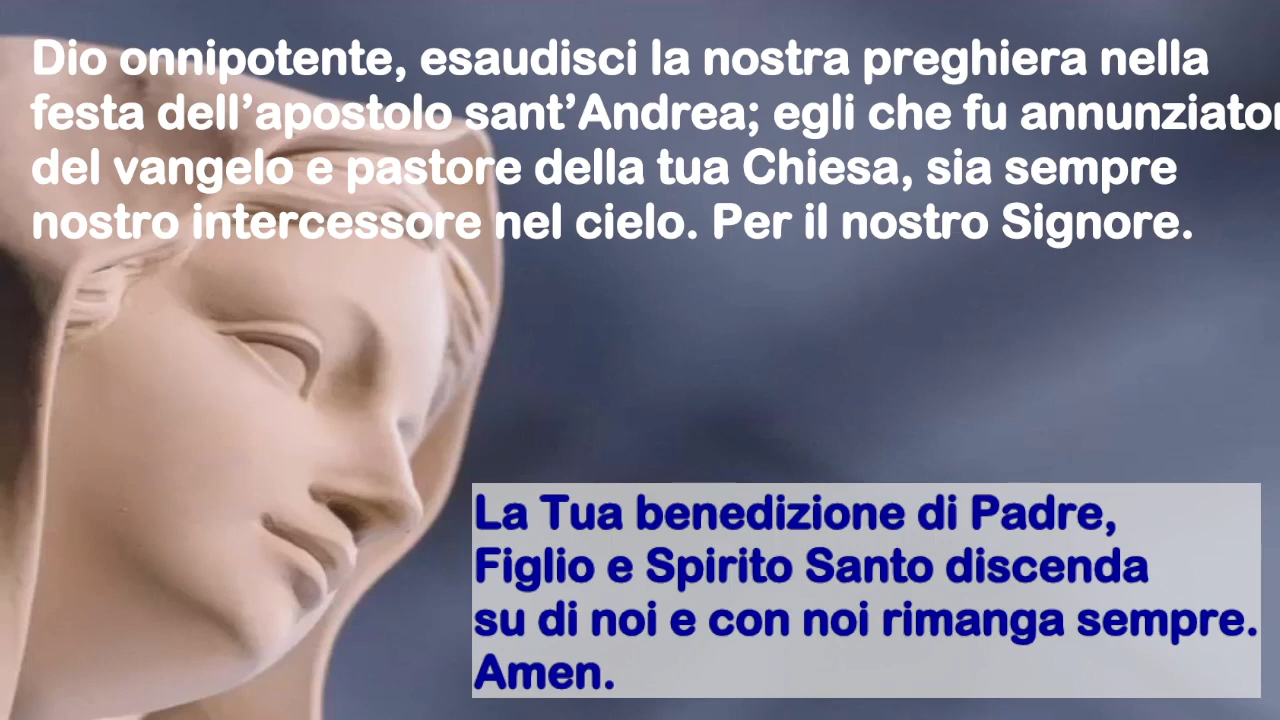 Dio onnipotente, esaudisci la nostra preghiera nella
festa dell’apostolo sant’Andrea; egli che fu annunziator
del vangelo e pastore della tua Chiesa, sia sempre
nostro intercessore nel cielo. Per il nostro Signore.
La Tua benedizione di Padre,
Figlio e Spirito Santo discenda
su di noi e con noi rimanga sempre.
Amen.